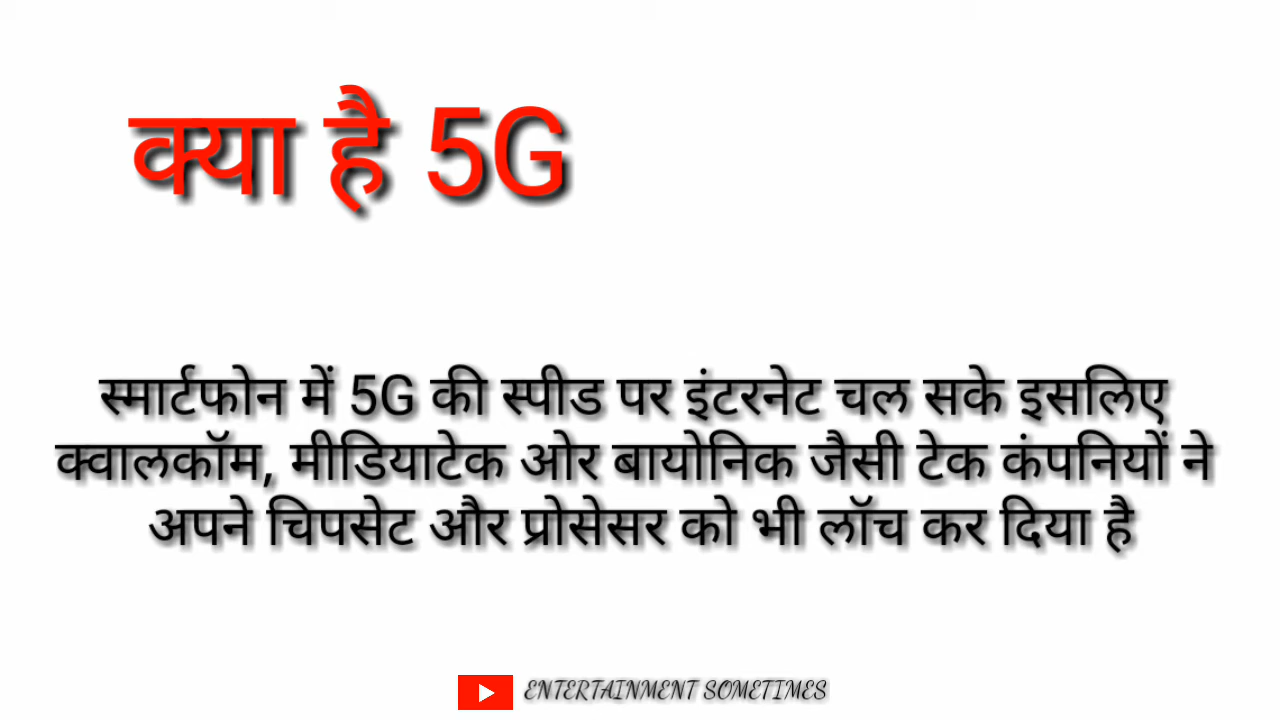 क्या है 5G
स्मार्टफोन में 5G की स्पीड पर इंटरनेट चल सके इसलिए
क्वालकॉम, मीडियाटेक ओर बायोनिक जैसी टेक कंपनियों ने
अपने चिपसेट और प्रोसेसर को भी लॉच कर दिया है
ENTERTAINMENT SOMETIMES